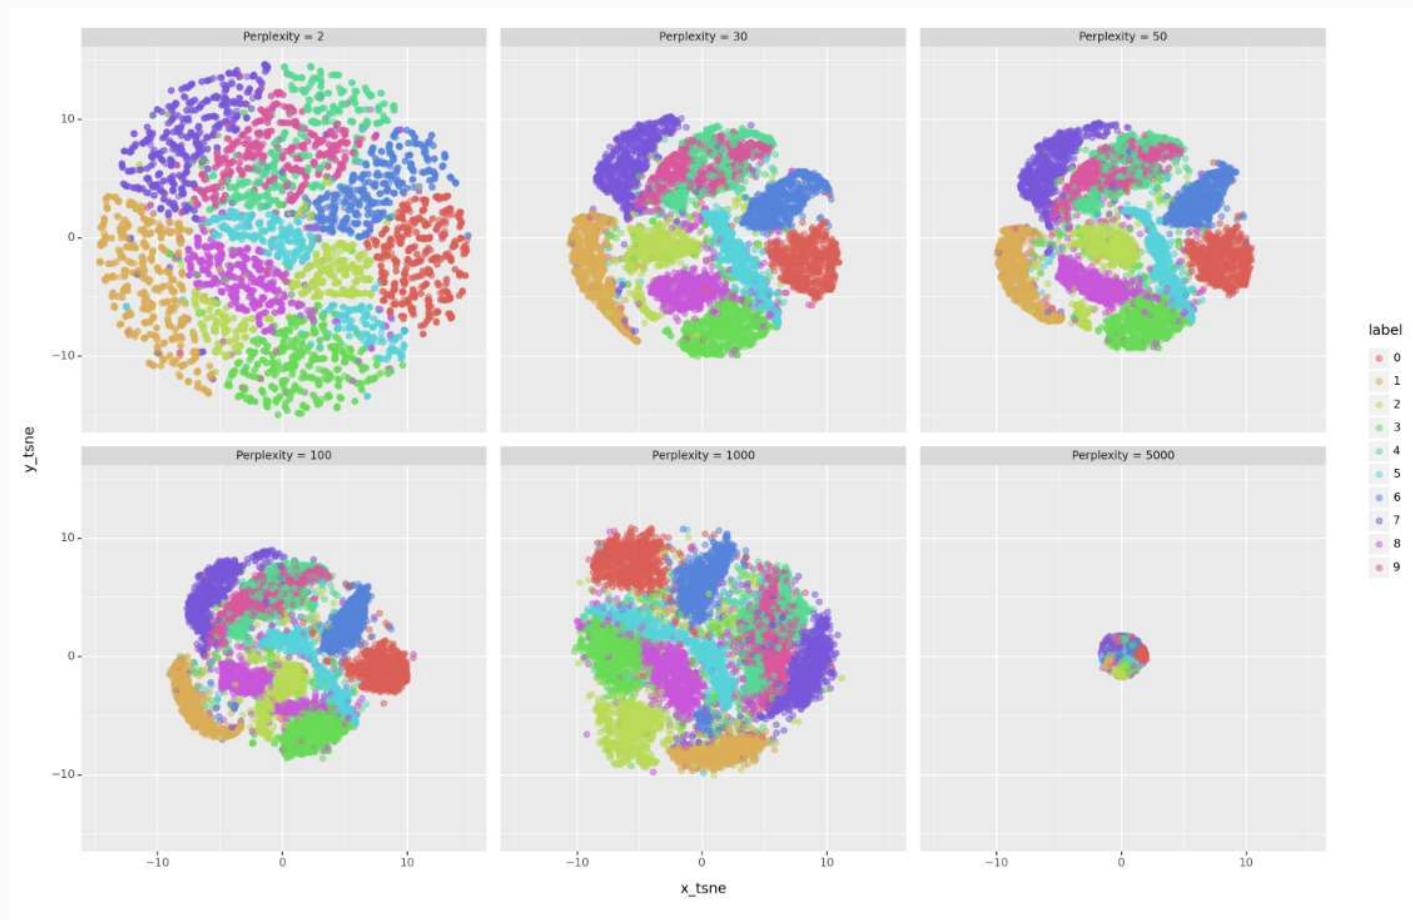 Perplexity = 2
Perplexity = 30
Perplexity = 50
10
0
−10
Perplexity = 100
Perplexity = 1000
Perplexity = 5000
10
0
−10
−10 0 10
−10 0 10
−10 0 10
x_tsne
y_tsne
label
0
1
2
3
4
5
6
7
8
9